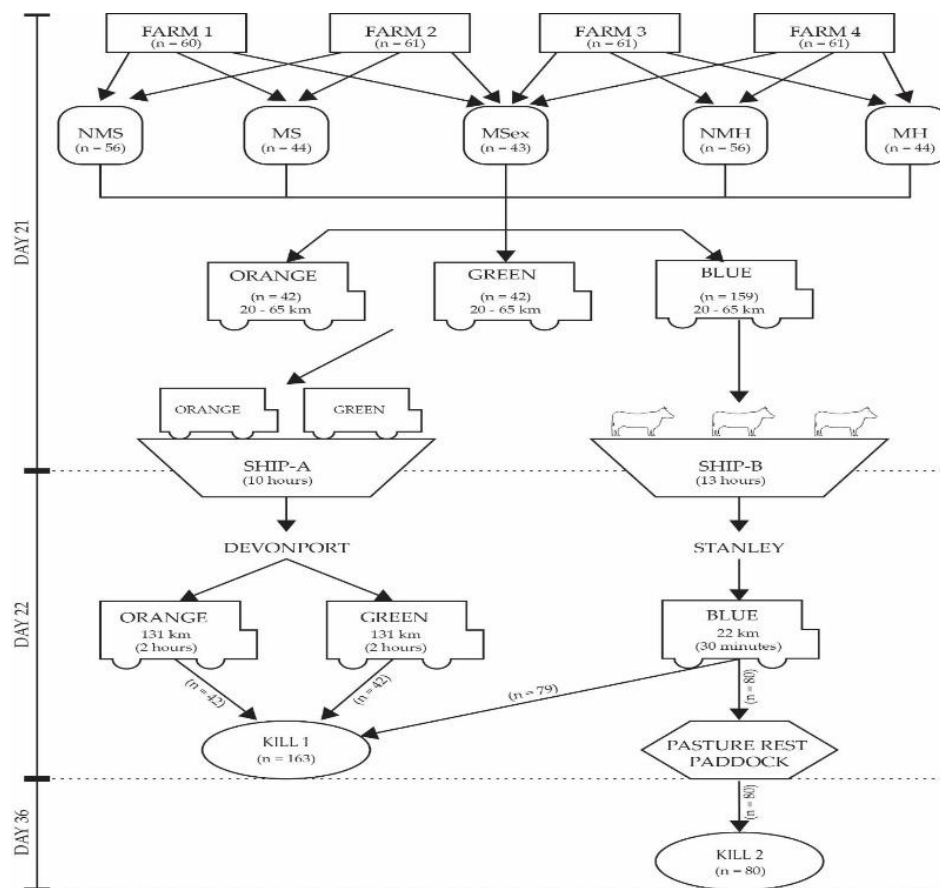 FARM 1
(n = 60)
FARM 2
(n =61)
FARM 3
(n =61)
FARM 4
(n =61)
NMS
(n = 56)
MS
(n = 44)
MSex
(n = 43)
NMH
(n = 56)
MH
(n = 44)
DAY 21
ORANGE
(n = 42)
20 - 65 km
GREEN
(n = 42)
20 - 65 km
BLUE
(n = 159)
20 - 65 km
ORANGE
GREEN
SHIP-A
(10 hours)
SHIP-B
(13 hours)
DEVONPORT
STANLEY
DAY 22
ORANGE
131 km
(2 hours)
GREEN
131 km
(2 hours)
BLUE
22 km
(30 minutes)
(n =42)
(n =42)
(n =79)
(n =80)
KILL 1
(n = 163)
PASTURE REST
PADDOCK
DAY 36
(n =80)
KILL 2
(n = 80)